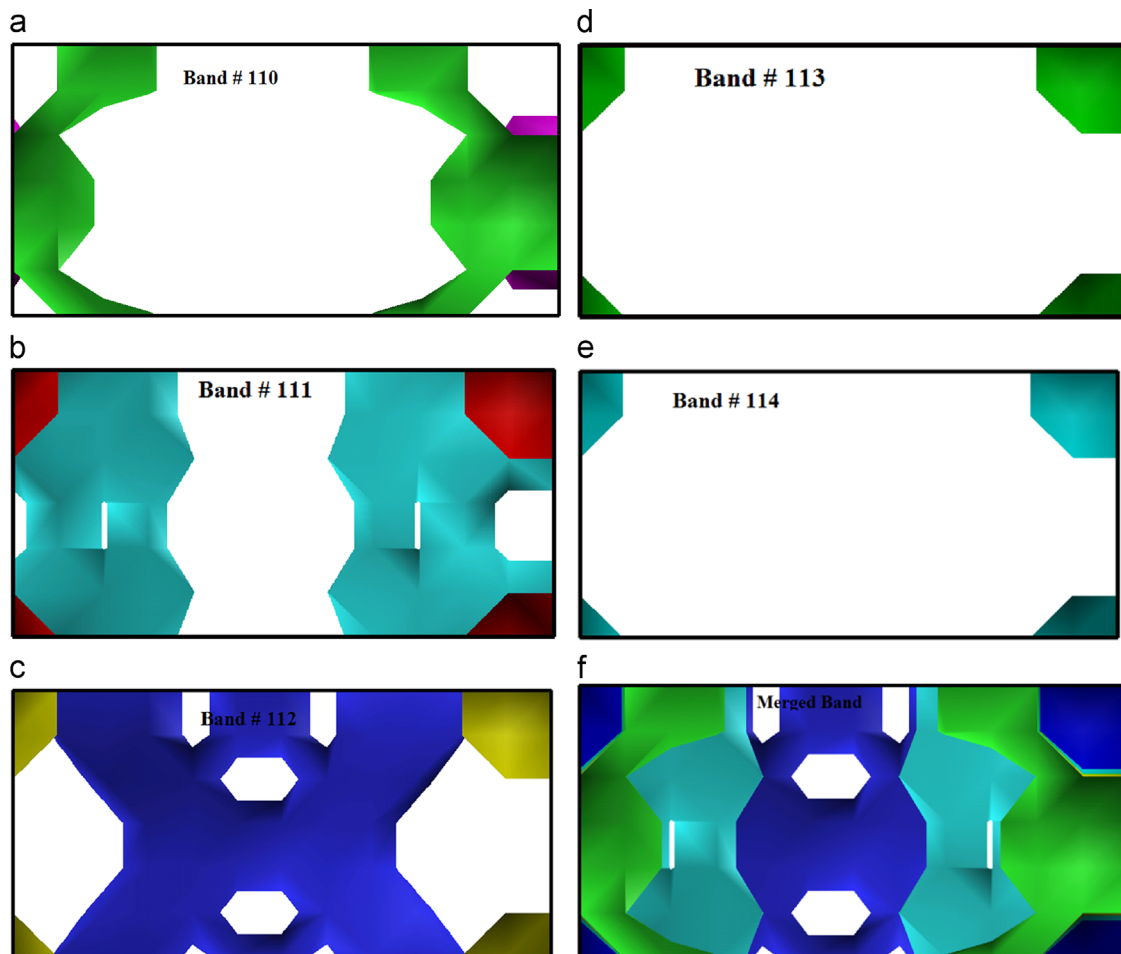 a
Band # 110
b
Band # 111
c
Band # 112
d
Band # 113
e
Band # 114
f
Merged Band